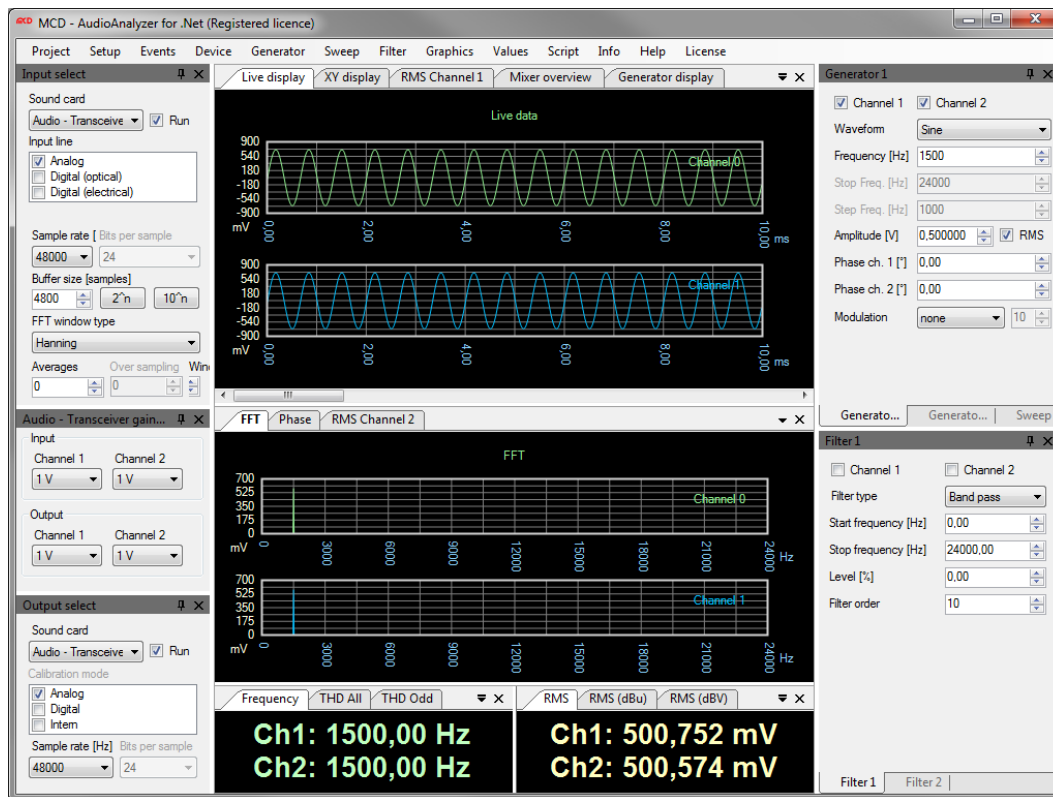 MCD - AudioAnalyzer for .Net (Registered licence)
Project Setup Events Device Generator Sweep Filter Graphics Values Script Info Help License
Input select
Sound card
Audio - Transceive Run
Input line
Analog
Digital (optical)
Digital (electrical)
Sample rate [ Bits per sample
48000 24
Buffer size [samples]
4800 2^n 10^n
FFT window type
Hanning
Averages Over sampling Win
0 0
Audio - Transceiver gain...
Input
Channel 1 Channel 2
1 V 1 V
Output
Channel 1 Channel 2
1 V 1 V
Output select
Sound card
Audio - Transceive Run
Calibration mode
Analog
Digital
Intern
Sample rate [Hz] Bits per sample
48000 24
Live display XY display RMS Channel 1 Mixer overview Generator display
Live data
900
540
180
-180
-540
-900
mV
Channel 0
0,00 2,00 4,00 6,00 8,00 10,00 ms
900
540
180
-180
-540
-900
mV
Channel 1
0,00 2,00 4,00 6,00 8,00 10,00 ms
FFT Phase RMS Channel 2
FFT
700
525
350
175
0
mV
Channel 0
0 3000 6000 9000 12000 15000 18000 21000 24000 Hz
700
525
350
175
0
mV
Channel 1
0 3000 6000 9000 12000 15000 18000 21000 24000 Hz
Frequency THD All THD Odd
Ch1: 1500,00 Hz
Ch2: 1500,00 Hz
RMS RMS (dBu) RMS (dBV)
Ch1: 500,752 mV
Ch2: 500,574 mV
Generator 1
Channel 1 Channel 2
Waveform Sine
Frequency [Hz] 1500
Stop Freq. [Hz] 24000
Step Freq. [Hz] 1000
Amplitude [V] 0,500000 RMS
Phase ch. 1 [°] 0,00
Phase ch. 2 [°] 0,00
Modulation none 10
Generato... Generato... Sweep
Filter 1
Channel 1 Channel 2
Filter type Band pass
Start frequency [Hz] 0,00
Stop frequency [Hz] 24000,00
Level [%] 0,00
Filter order 10
Filter 1 Filter 2